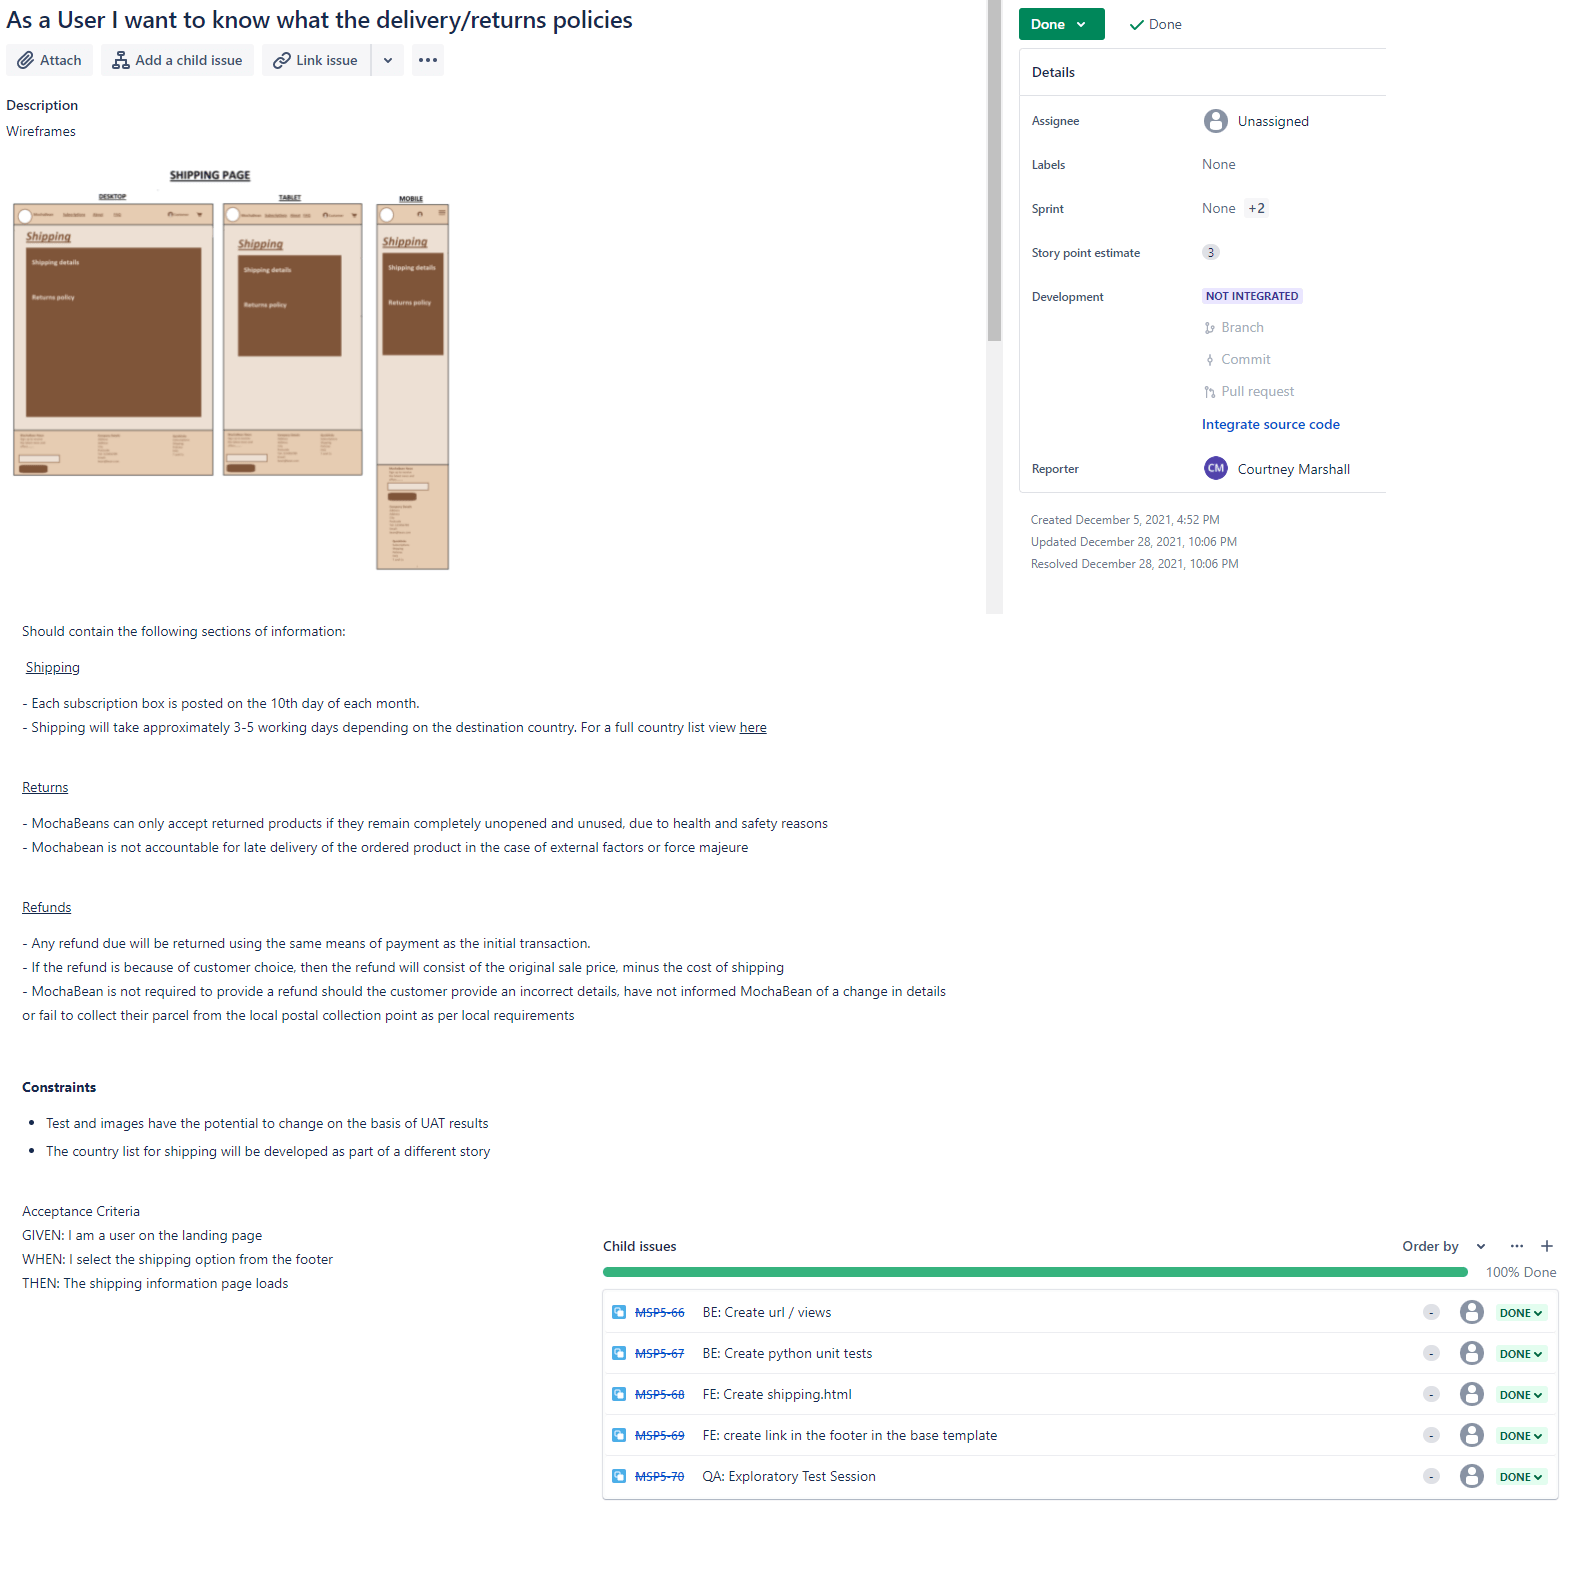 As a User I want to know what the delivery/returns policies
Attach
Add a child issue
Link issue
Description
Wireframes
SHIPPING PAGE
DESKTOP
TABLET
MOBILE
Shipping
Shipping details
Returns policy
Shipping
Shipping details
Returns policy
Shipping
Shipping details
Returns policy
Done
Done
Details
Assignee
Unassigned
Labels
None
Sprint
None +2
Story point estimate
3
Development
NOT INTEGRATED
Branch
Commit
Pull request
Integrate source code
Reporter
CM Courtney Marshall
Created December 5, 2021, 4:52 PM
Updated December 28, 2021, 10:06 PM
Resolved December 28, 2021, 10:06 PM
Should contain the following sections of information:
Shipping
- Each subscription box is posted on the 10th day of each month.
- Shipping will take approximately 3-5 working days depending on the destination country. For a full country list view here
Returns
- MochaBeans can only accept returned products if they remain completely unopened and unused, due to health and safety reasons
- Mochabean is not accountable for late delivery of the ordered product in the case of external factors or force majeure
Refunds
- Any refund due will be returned using the same means of payment as the initial transaction.
- If the refund is because of customer choice, then the refund will consist of the original sale price, minus the cost of shipping
- MochaBean is not required to provide a refund should the customer provide an incorrect details, have not informed MochaBean of a change in details
or fail to collect their parcel from the local postal collection point as per local requirements
Constraints
• Test and images have the potential to change on the basis of UAT results
• The country list for shipping will be developed as part of a different story
Acceptance Criteria
GIVEN: I am a user on the landing page
WHEN: I select the shipping option from the footer
THEN: The shipping information page loads
Child issues
Order by
100% Done
MSP5-66 BE: Create url / views - DONE
MSP5-67 BE: Create python unit tests - DONE
MSP5-68 FE: Create shipping.html - DONE
MSP5-69 FE: create link in the footer in the base template - DONE
MSP5-70 QA: Exploratory Test Session - DONE